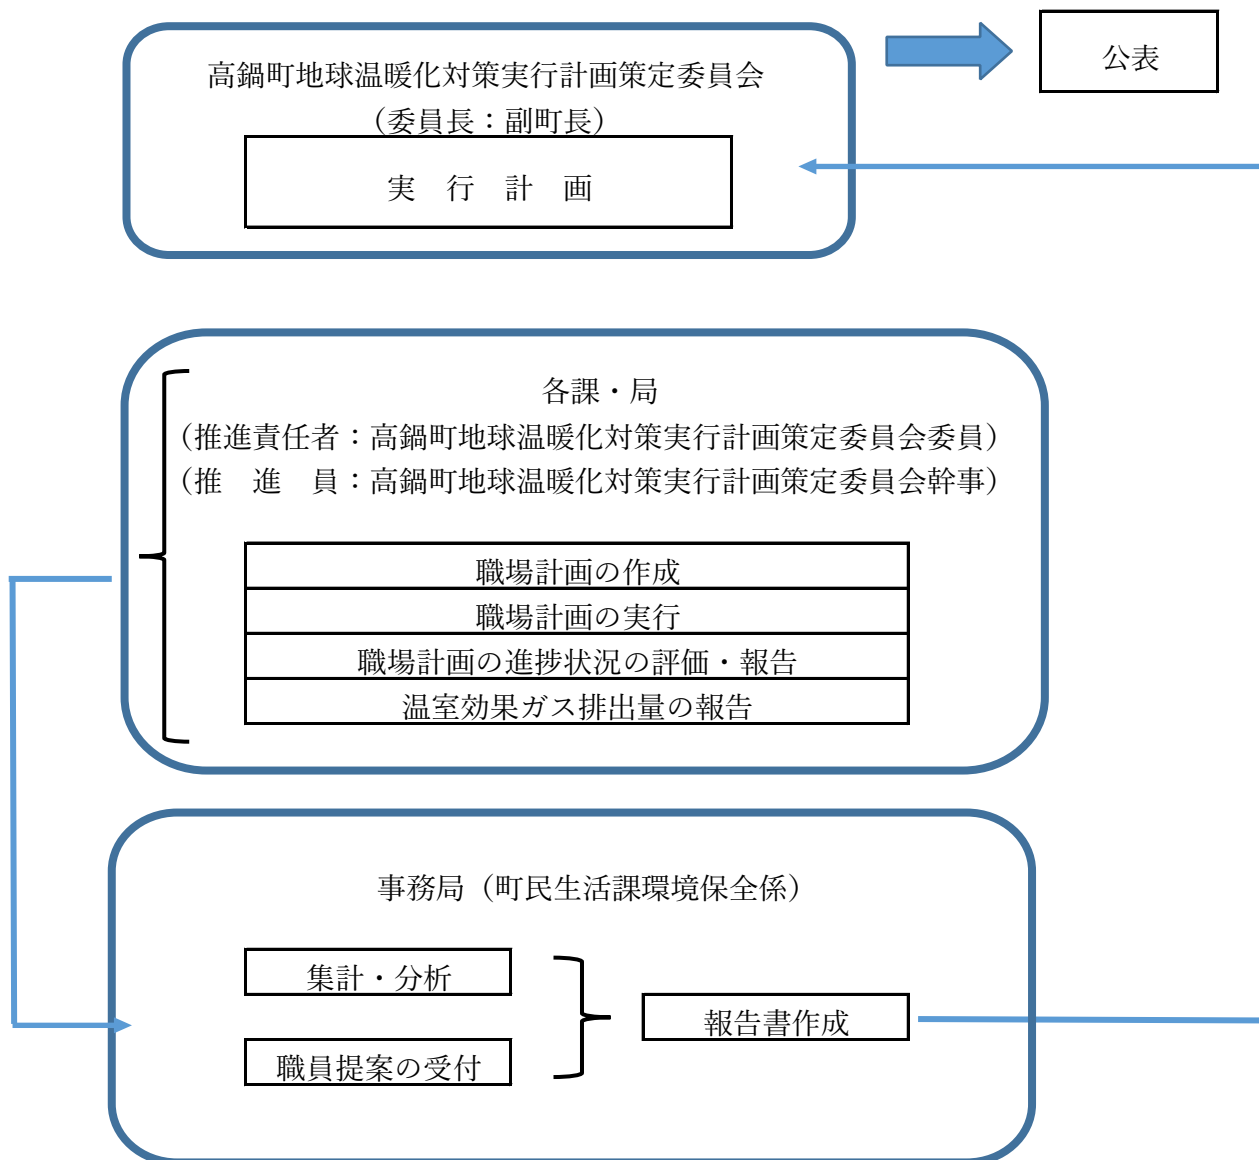 高鍋町地球温暖化対策実行計画策定委員会
（委員長：副町長）
実　行　計　画
公表
各課・局
（推進責任者：高鍋町地球温暖化対策実行計画策定委員会委員）
（推　進　員：高鍋町地球温暖化対策実行計画策定委員会幹事）
職場計画の作成
職場計画の実行
職場計画の進捗状況の評価・報告
温室効果ガス排出量の報告
事務局（町民生活課環境保全係）
集計・分析
報告書作成
職員提案の受付